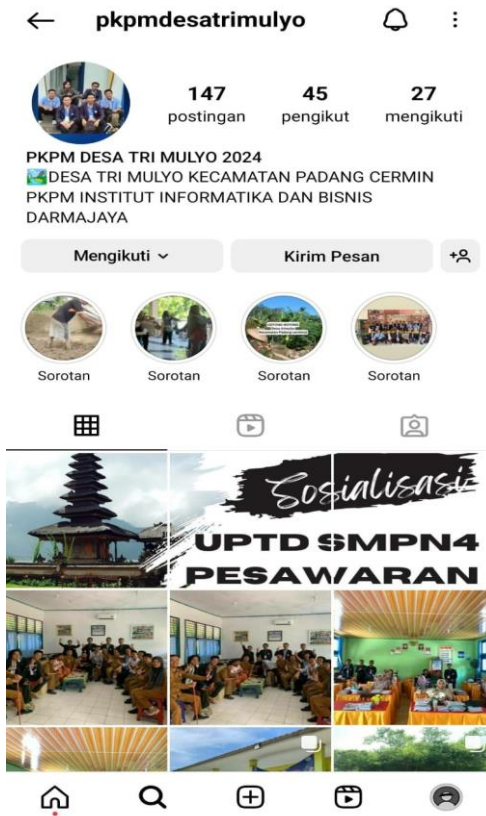 pkpmdesatrimulyo
147 45 27
postingan pengikut mengikuti
PKPM DESA TRI MULYO 2024
DESA TRI MULYO KECAMATAN PADANG CERMIN
PKPM INSTITUT INFORMATIKA DAN BISNIS
DARMAJAYA
Mengikuti Kirim Pesan
Sorotan Sorotan Sorotan Sorotan
Sosialisasi
UPTD SMPN4
PESAWARAN